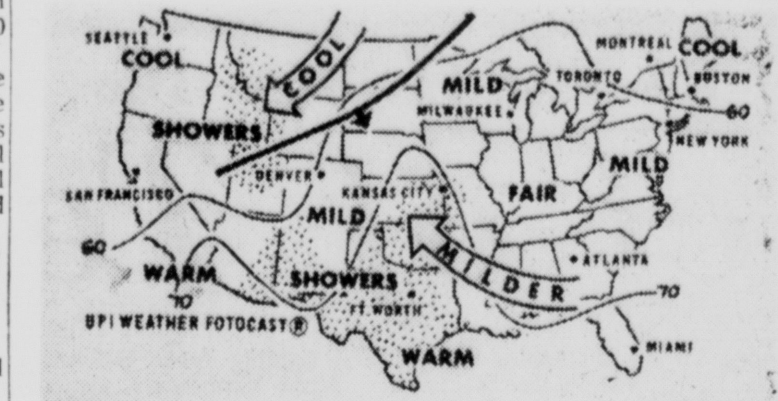 SEATTLE
COOL
COOL
MONTREAL
COOL
MILD
TORONTO
BOSTON
MILWAUKEE
60
SHOWERS
NEW YORK
DENVER
KANSAS CITY
MILD
SAN FRANCISCO
FAIR
MILD
60
WARM
SHOWERS
MILDER
ATLANTA
70
FT. WORTH
70
UPI WEATHER FOTOCAST®
WARM
MIAMI